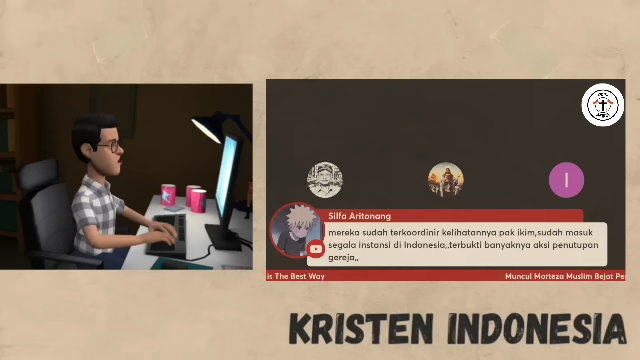 Silfa Aritonang
mereka sudah terkoordinir kelihatannya pak ikim,sudah masuk
segala instansi di Indonesia,,terbukti banyaknya aksi penutupan
gereja,,
is The Best Way
Muncul Morteza Muslim Bejat Pe
I
KRISTEN INDONESIA